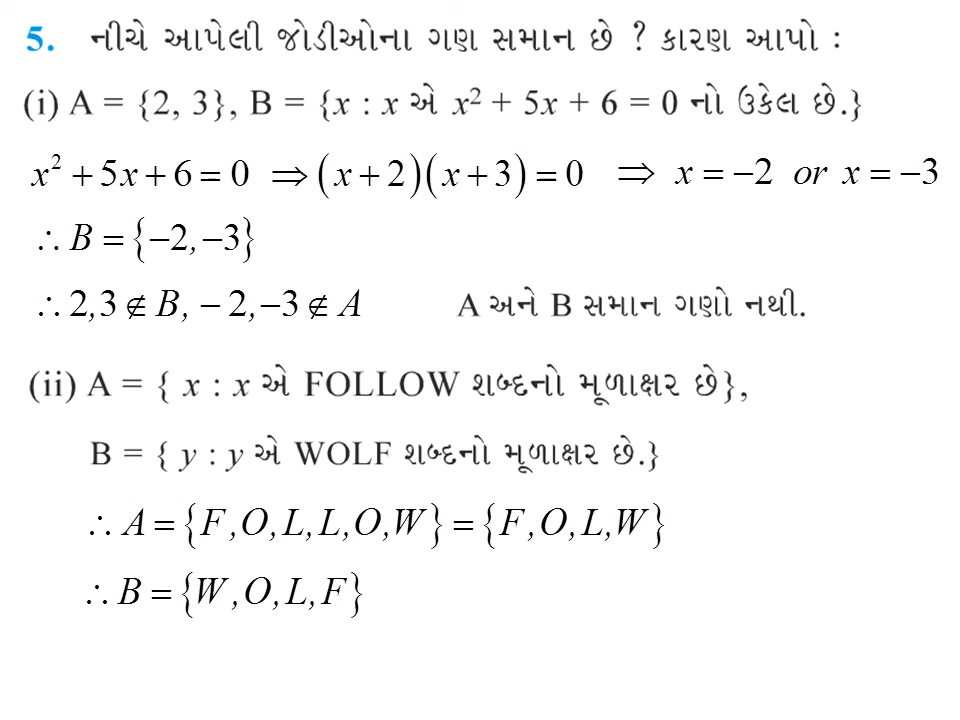 5. નીચે આપેલી જોડીઓના ગણ સમાન છે ? કારણ આપો :
(i) A = {2, 3}, B = {x : x એ x² + 5x + 6 = 0 નો ઉકેલ છે.}
x² + 5x + 6 = 0 ⇒ (x + 2)(x + 3) = 0 ⇒ x = −2 or x = −3
∴ B = {−2, −3}
∴ 2,3 ∉ B, − 2, −3 ∉ A A અને B સમાન ગણો નથી.
(ii) A = { x : x એ FOLLOW શબ્દનો મૂળાક્ષર છે},
B = { y : y એ WOLF શબ્દનો મૂળાક્ષર છે.}
∴ A = {F, O, L, L, O, W} = {F, O, L, W}
∴ B = {W, O, L, F}